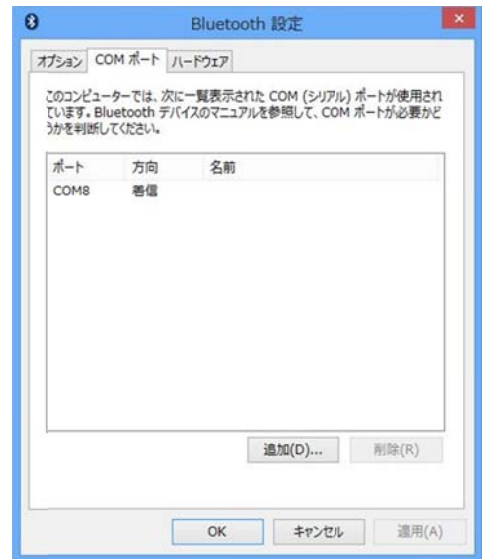 Bluetooth 設定
オプション COM ポート ハードウェア
このコンピューターでは、次に一覧表示された COM (シリアル) ポートが使用され
ています。Bluetooth デバイスのマニュアルを参照して、COM ポートが必要かど
うかを判断してください。
ポート 方向 名前
COM8 着信
追加(D)... 削除(R)
OK キャンセル 適用(A)